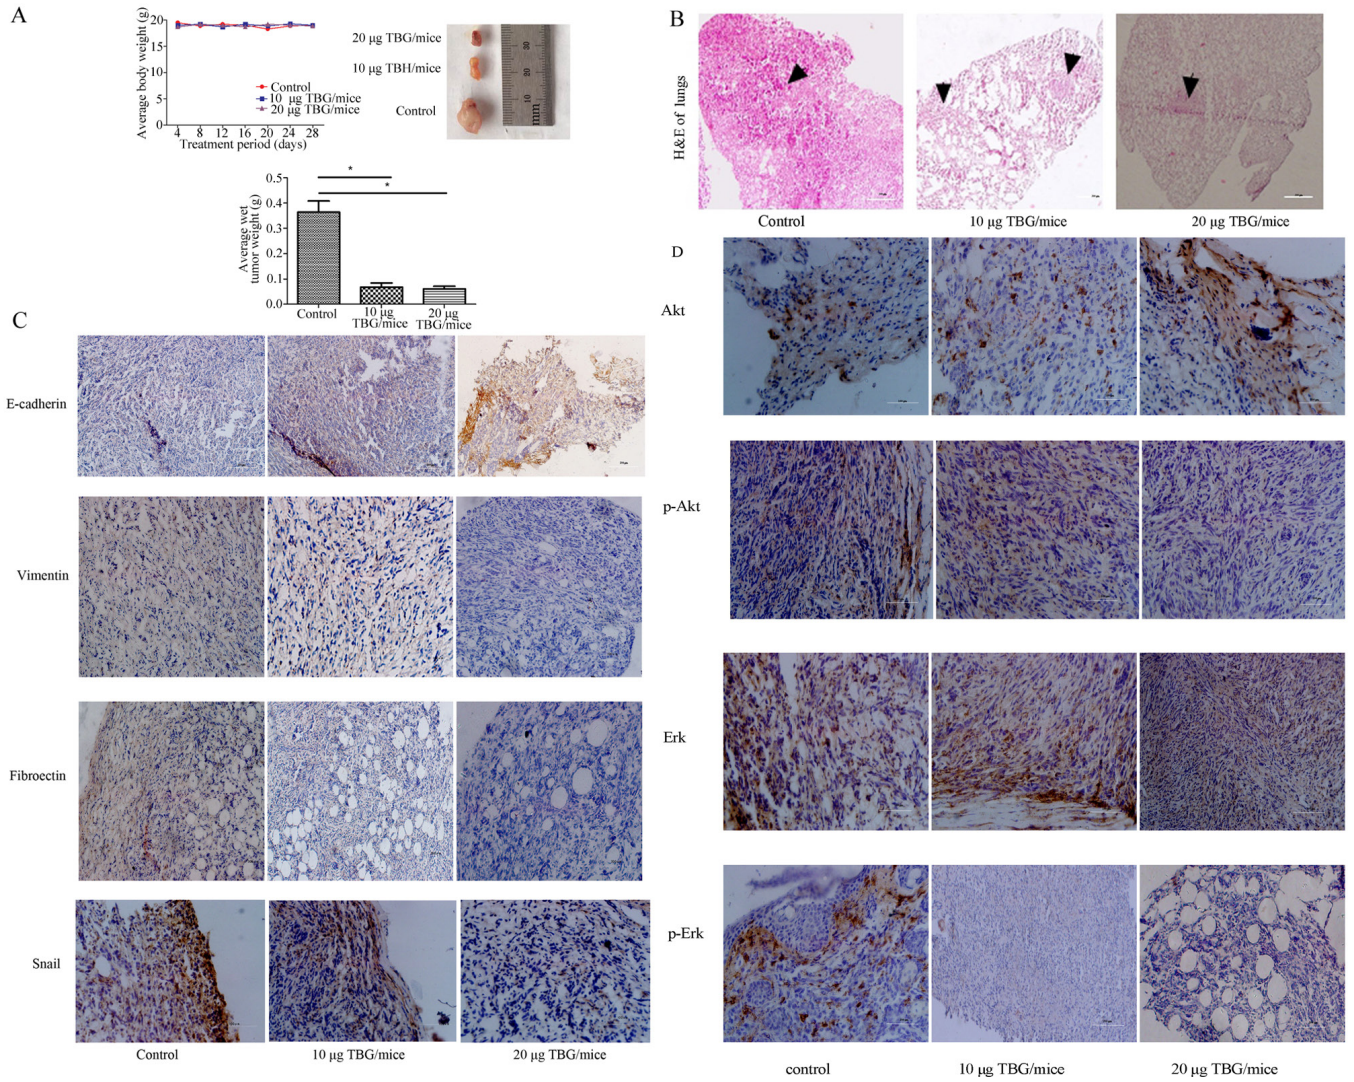 A
Average body weight (g)
20
15
10
5
0
Control
10 μg TBG/mice
20 μg TBG/mice
4 8 12 16 20 24 28
Treatment period (days)
20 μg TBG/mice
10 μg TBH/mice
Control
30
20
10
mm
Average wet
tumor weight (g)
0.5
0.4
0.3
0.2
0.1
0.0
*
*
Control
10 μg
TBG/mice
20 μg
TBG/mice
B
H&E of lungs
Control
10 μg TBG/mice
20 μg TBG/mice
C
E-cadherin
Vimentin
Fibroectin
Snail
Control
10 μg TBG/mice
20 μg TBG/mice
D
Akt
p-Akt
Erk
p-Erk
control
10 μg TBG/mice
20 μg TBG/mice